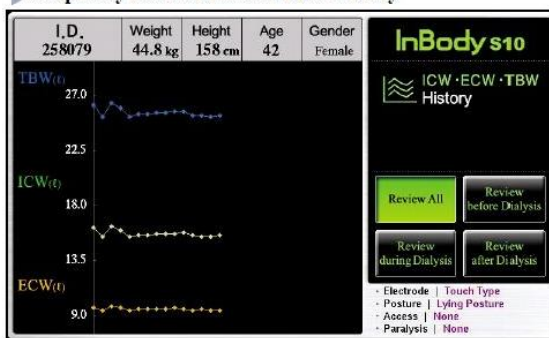 I.D.
258079
Weight
44.8 kg
Height
158 cm
Age
42
Gender
Female
TBW(ℓ)
27.0
22.5
ICW(ℓ)
18.0
13.5
ECW(ℓ)
9.0
InBody S10
ICW·ECW·TBW
History
Review All
Review
before Dialysis
Review
during Dialysis
Review
after Dialysis
· Electrode | Touch Type
· Posture | Lying Posture
· Access | None
· Paralysis | None